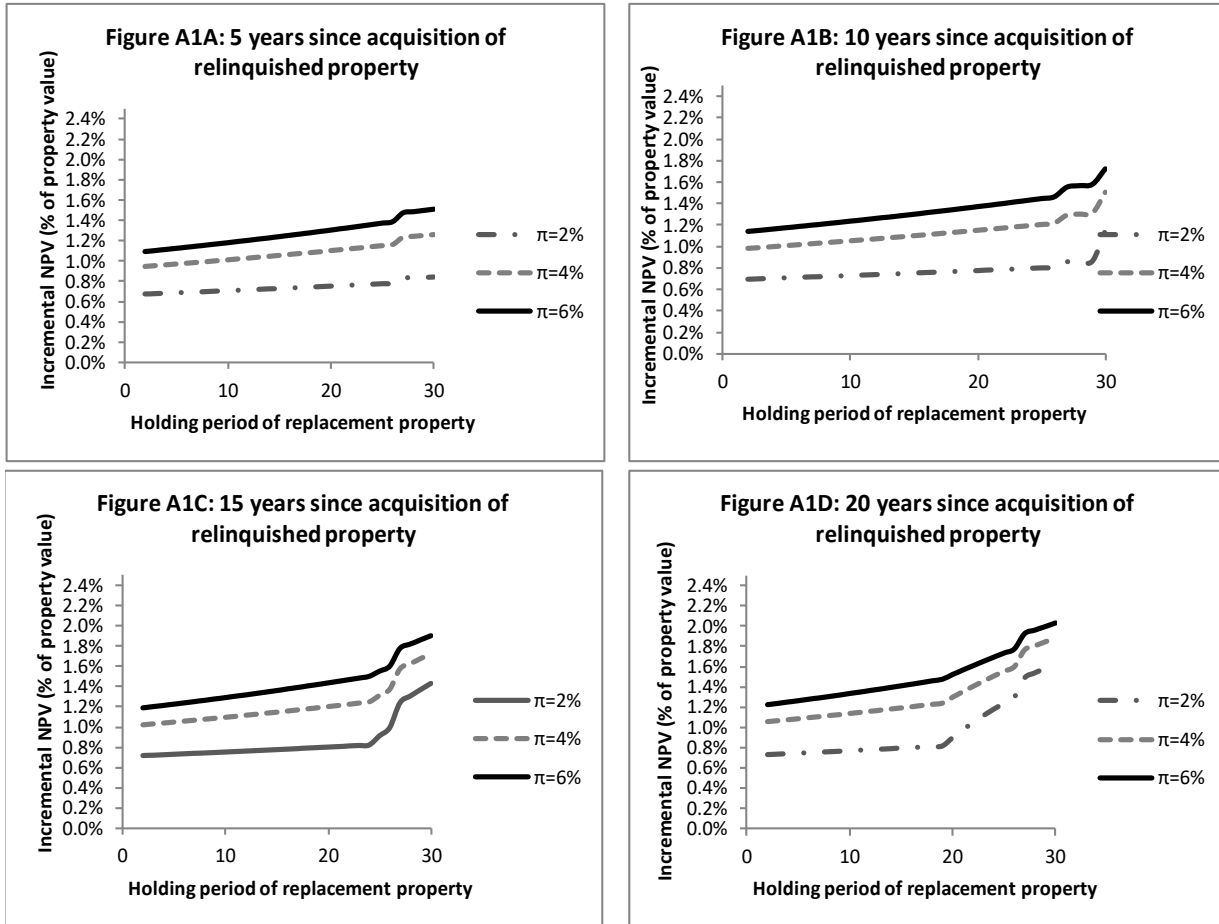 Figure A1A: 5 years since acquisition of
relinquished property
Incremental NPV (% of property value)
2.4%
2.2%
2.0%
1.8%
1.6%
1.4%
1.2%
1.0%
0.8%
0.6%
0.4%
0.2%
0.0%
0 10 20 30
Holding period of replacement property
π=2%
π=4%
π=6%
Figure A1B: 10 years since acquisition of
relinquished property
Incremental NPV (% of property value)
2.4%
2.2%
2.0%
1.8%
1.6%
1.4%
1.2%
1.0%
0.8%
0.6%
0.4%
0.2%
0.0%
0 10 20 30
Holding period of replacement property
π=2%
π=4%
π=6%
Figure A1C: 15 years since acquisition of
relinquished property
Incremental NPV (% of property value)
2.4%
2.2%
2.0%
1.8%
1.6%
1.4%
1.2%
1.0%
0.8%
0.6%
0.4%
0.2%
0.0%
0 10 20 30
Holding period of replacement property
π=2%
π=4%
π=6%
Figure A1D: 20 years since acquisition of
relinquished property
Incremental NPV (% of property value)
2.4%
2.2%
2.0%
1.8%
1.6%
1.4%
1.2%
1.0%
0.8%
0.6%
0.4%
0.2%
0.0%
0 10 20 30
Holding period of replacement property
π=2%
π=4%
π=6%